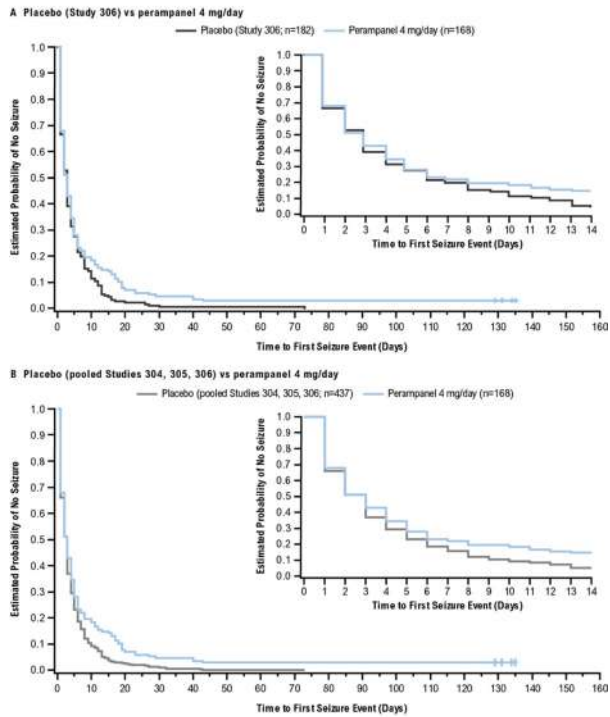 A Placebo (Study 306) vs perampanel 4 mg/day
Placebo (Study 306; n=182) Perampanel 4 mg/day (n=168)
Estimated Probability of No Seizure
1.0
0.9
0.8
0.7
0.6
0.5
0.4
0.3
0.2
0.1
0.0
0 10 20 30 40 50 60 70 80 90 100 110 120 130 140 150 160
Time to First Seizure Event (Days)
Estimated Probability of No Seizure
1.0
0.9
0.8
0.7
0.6
0.5
0.4
0.3
0.2
0.1
0.0
0 1 2 3 4 5 6 7 8 9 10 11 12 13 14
Time to First Seizure Event (Days)
B Placebo (pooled Studies 304, 305, 306) vs perampanel 4 mg/day
Placebo (pooled Studies 304, 305, 306; n=437) Perampanel 4 mg/day (n=168)
Estimated Probability of No Seizure
1.0
0.9
0.8
0.7
0.6
0.5
0.4
0.3
0.2
0.1
0.0
0 10 20 30 40 50 60 70 80 90 100 110 120 130 140 150 160
Time to First Seizure Event (Days)
Estimated Probability of No Seizure
1.0
0.9
0.8
0.7
0.6
0.5
0.4
0.3
0.2
0.1
0.0
0 1 2 3 4 5 6 7 8 9 10 11 12 13 14
Time to First Seizure Event (Days)